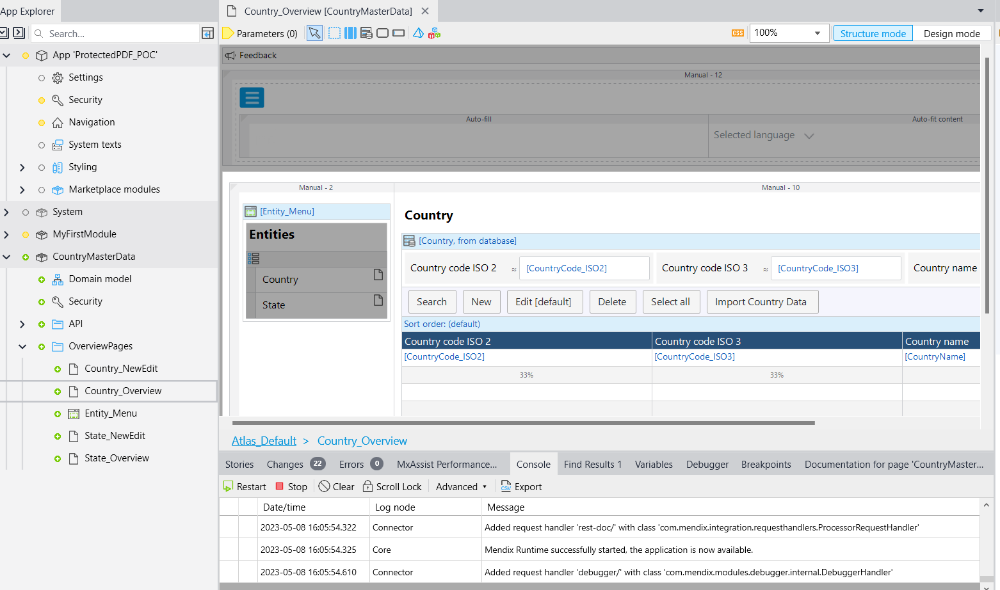 App Explorer
Country_Overview [CountryMasterData]
Search...
Parameters (0)
CSS
100%
Structure mode
Design mode
App 'ProtectedPDF_POC'
Settings
Security
Navigation
System texts
Styling
Marketplace modules
System
MyFirstModule
CountryMasterData
Domain model
Security
API
OverviewPages
Country_NewEdit
Country_Overview
Entity_Menu
State_NewEdit
State_Overview
Feedback
Manual - 12
Auto-fill
Auto-fit content
Selected language
Manual - 2
Manual - 10
[Entity_Menu]
Entities
Country
State
Country
[Country, from database]
Country code ISO 2 ≈ [CountryCode_ISO2] Country code ISO 3 ≈ [CountryCode_ISO3] Country name
Search New Edit [default] Delete Select all Import Country Data
Sort order: (default)
Country code ISO 2 Country code ISO 3 Country name
[CountryCode_ISO2] [CountryCode_ISO3] [CountryName]
33% 33%
Atlas_Default > Country_Overview
Stories Changes 22 Errors 0 MxAssist Performance... Console Find Results 1 Variables Debugger Breakpoints Documentation for page 'CountryMaster...
Restart Stop Clear Scroll Lock Advanced CSV Export
Date/time Log node Message
2023-05-08 16:05:54.322 Connector Added request handler 'rest-doc/' with class 'com.mendix.integration.requesthandlers.ProcessorRequestHandler'
2023-05-08 16:05:54.325 Core Mendix Runtime successfully started, the application is now available.
2023-05-08 16:05:54.610 Connector Added request handler 'debugger/' with class 'com.mendix.modules.debugger.internal.DebuggerHandler'